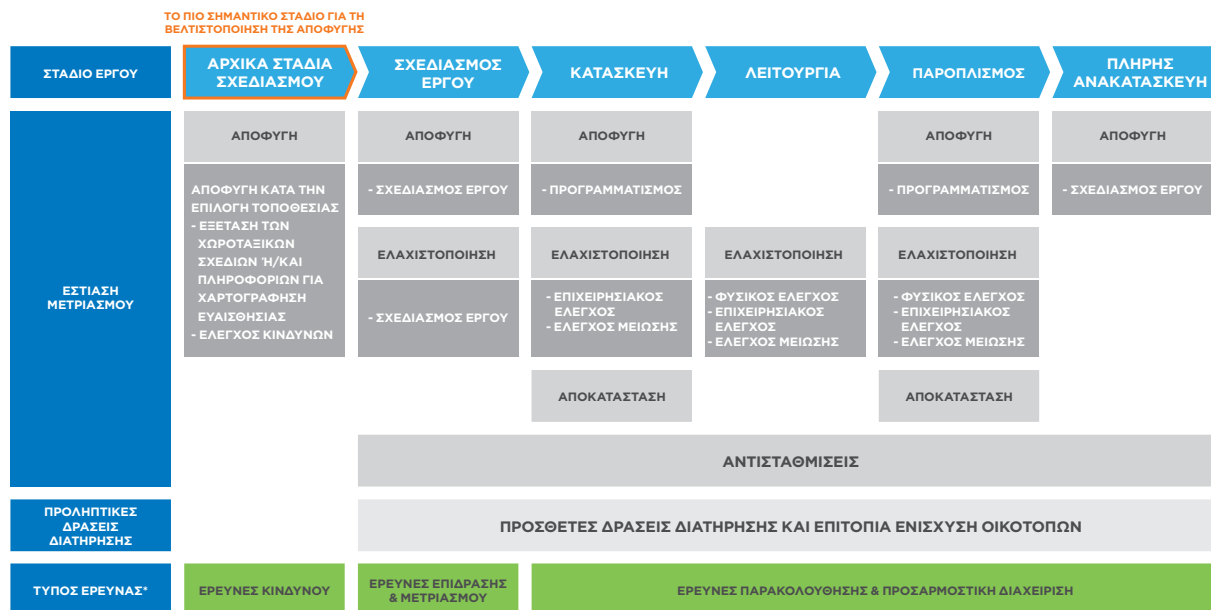 ΤΟ ΠΙΟ ΣΗΜΑΝΤΙΚΟ ΣΤΑΔΙΟ ΓΙΑ ΤΗ
ΒΕΛΤΙΣΤΟΠΟΙΗΣΗ ΤΗΣ ΑΠΟΦΥΓΗΣ
ΣΤΑΔΙΟ ΕΡΓΟΥ
ΑΡΧΙΚΑ ΣΤΑΔΙΑ
ΣΧΕΔΙΑΣΜΟΥ
ΣΧΕΔΙΑΣΜΟΣ
ΕΡΓΟΥ
ΚΑΤΑΣΚΕΥΗ
ΛΕΙΤΟΥΡΓΙΑ
ΠΑΡΟΠΛΙΣΜΟΣ
ΠΛΗΡΗΣ
ΑΝΑΚΑΤΑΣΚΕΥΗ
ΕΣΤΙΑΣΗ
ΜΕΤΡΙΑΣΜΟΥ
ΑΠΟΦΥΓΗ
ΑΠΟΦΥΓΗ ΚΑΤΑ ΤΗΝ
ΕΠΙΛΟΓΗ ΤΟΠΟΘΕΣΙΑΣ
- ΕΞΕΤΑΣΗ ΤΩΝ
ΧΩΡΟΤΑΞΙΚΩΝ
ΣΧΕΔΙΩΝ Ή/ΚΑΙ
ΠΛΗΡΟΦΟΡΙΩΝ ΓΙΑ
ΧΑΡΤΟΓΡΑΦΗΣΗ
ΕΥΑΙΣΘΗΣΙΑΣ
- ΕΛΕΓΧΟΣ ΚΙΝΔΥΝΩΝ
ΑΠΟΦΥΓΗ
- ΣΧΕΔΙΑΣΜΟΣ ΕΡΓΟΥ
ΕΛΑΧΙΣΤΟΠΟΙΗΣΗ
- ΣΧΕΔΙΑΣΜΟΣ ΕΡΓΟΥ
ΑΠΟΦΥΓΗ
- ΠΡΟΓΡΑΜΜΑΤΙΣΜΟΣ
ΕΛΑΧΙΣΤΟΠΟΙΗΣΗ
- ΕΠΙΧΕΙΡΗΣΙΑΚΟΣ
ΕΛΕΓΧΟΣ
- ΕΛΕΓΧΟΣ ΜΕΙΩΣΗΣ
ΑΠΟΚΑΤΑΣΤΑΣΗ
ΕΛΑΧΙΣΤΟΠΟΙΗΣΗ
- ΦΥΣΙΚΟΣ ΕΛΕΓΧΟΣ
- ΕΠΙΧΕΙΡΗΣΙΑΚΟΣ
ΕΛΕΓΧΟΣ
- ΕΛΕΓΧΟΣ ΜΕΙΩΣΗΣ
ΑΠΟΦΥΓΗ
- ΠΡΟΓΡΑΜΜΑΤΙΣΜΟΣ
ΕΛΑΧΙΣΤΟΠΟΙΗΣΗ
- ΦΥΣΙΚΟΣ ΕΛΕΓΧΟΣ
- ΕΠΙΧΕΙΡΗΣΙΑΚΟΣ
ΕΛΕΓΧΟΣ
- ΕΛΕΓΧΟΣ ΜΕΙΩΣΗΣ
ΑΠΟΚΑΤΑΣΤΑΣΗ
ΑΠΟΦΥΓΗ
- ΣΧΕΔΙΑΣΜΟΣ ΕΡΓΟΥ
ΑΝΤΙΣΤΑΘΜΙΣΕΙΣ
ΠΡΟΛΗΠΤΙΚΕΣ
ΔΡΑΣΕΙΣ
ΔΙΑΤΗΡΗΣΗΣ
ΠΡΟΣΘΕΤΕΣ ΔΡΑΣΕΙΣ ΔΙΑΤΗΡΗΣΗΣ ΚΑΙ ΕΠΙΤΟΠΙΑ ΕΝΙΣΧΥΣΗ ΟΙΚΟΤΟΠΩΝ
ΤΥΠΟΣ ΕΡΕΥΝΑΣ*
ΕΡΕΥΝΕΣ ΚΙΝΔΥΝΟΥ
ΕΡΕΥΝΕΣ ΕΠΙΔΡΑΣΗΣ
& ΜΕΤΡΙΑΣΜΟΥ
ΕΡΕΥΝΕΣ ΠΑΡΑΚΟΛΟΥΘΗΣΗΣ & ΠΡΟΣΑΡΜΟΣΤΙΚΗ ΔΙΑΧΕΙΡΙΣΗ